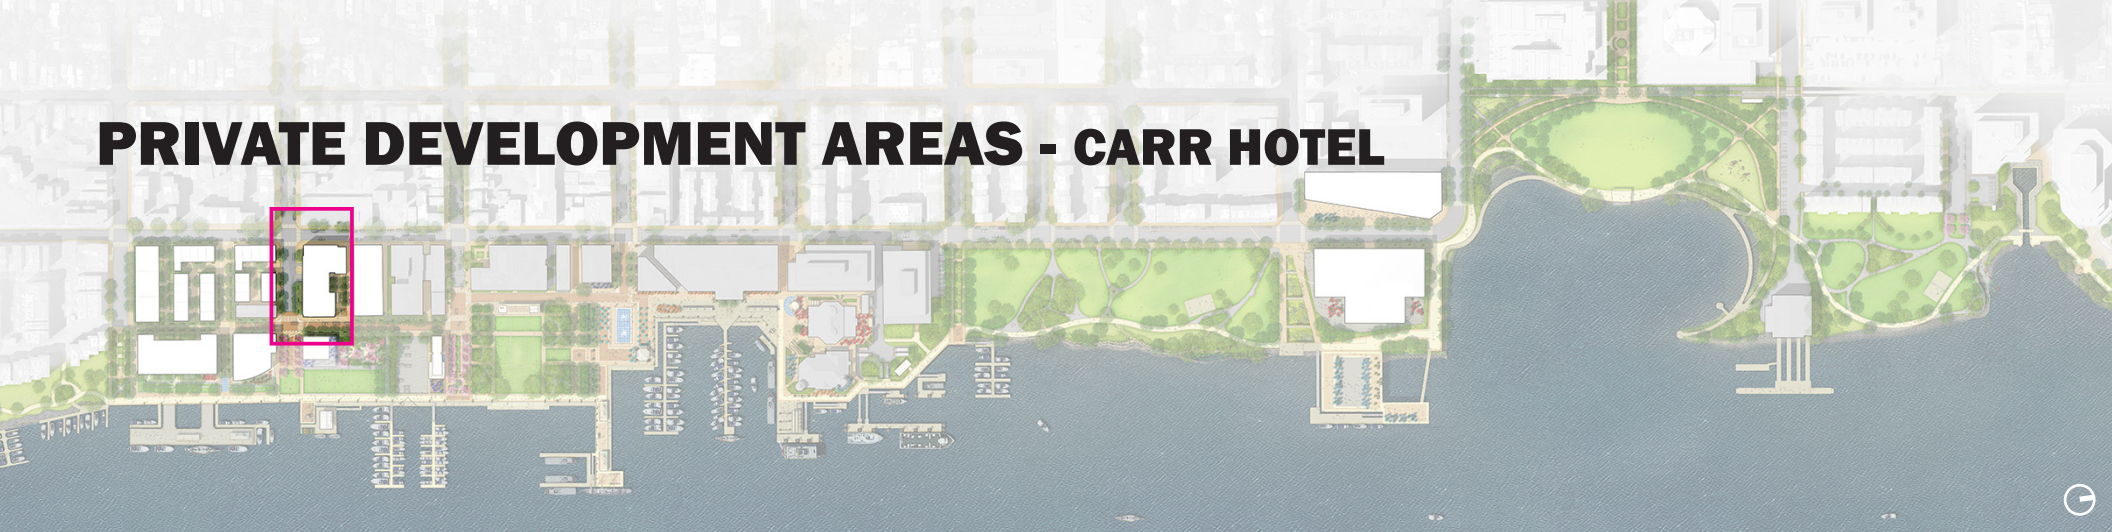 PRIVATE DEVELOPMENT AREAS - CARR HOTEL